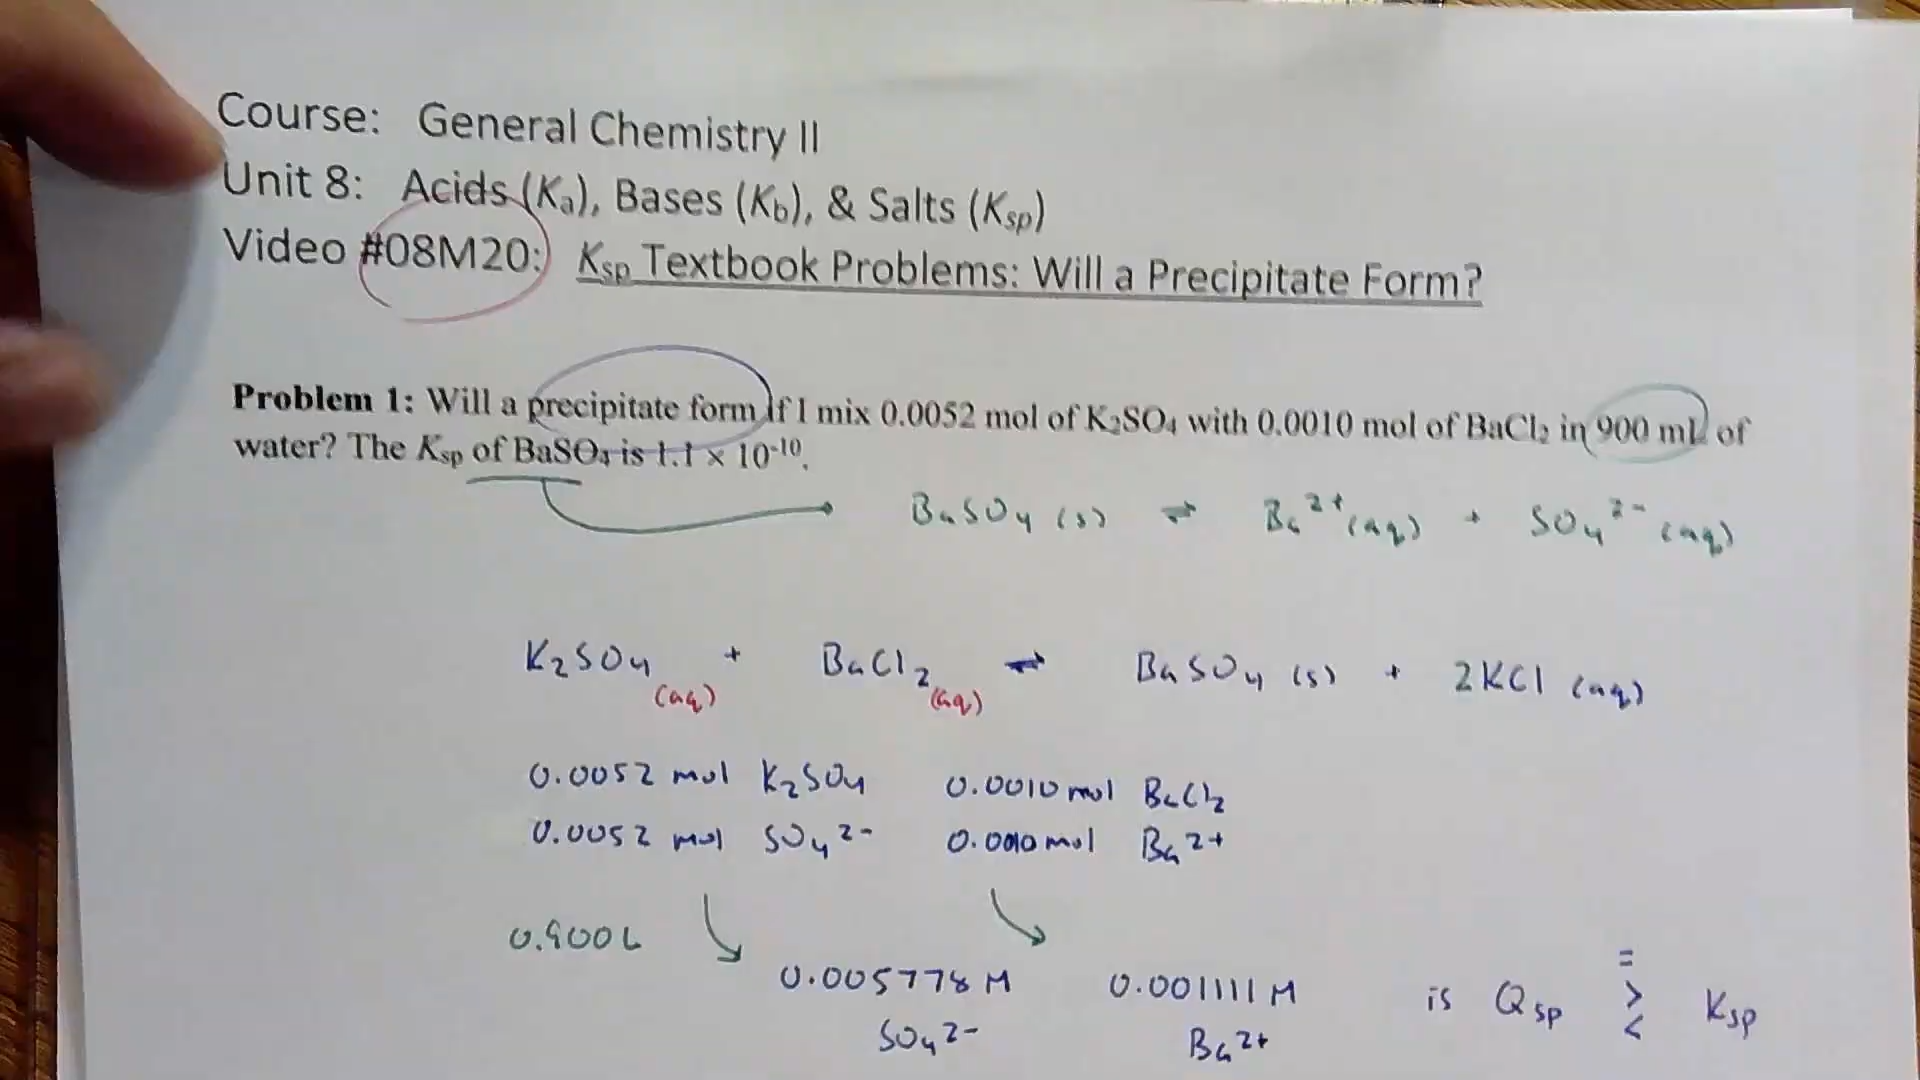 Course: General Chemistry II
Unit 8: Acids (Ka), Bases (Kb), & Salts (Ksp)
Video #08M20: Ksp Textbook Problems: Will a Precipitate Form?
Problem 1: Will a precipitate form if I mix 0.0052 mol of K₂SO₄ with 0.0010 mol of BaCl₂ in 900 mL of
water? The Ksp of BaSO₄ is 1.1 × 10⁻¹⁰.
BaSO₄ (s) ⇌ Ba²⁺ (aq) + SO₄²⁻ (aq)
K₂SO₄ (aq) + BaCl₂ (aq) ⇌ BaSO₄ (s) + 2KCl (aq)
0.0052 mol K₂SO₄ 0.0010 mol BaCl₂
0.0052 mol SO₄²⁻ 0.0010 mol Ba²⁺
0.900L
0.005778 M 0.001111 M is Qsp = > < Ksp
SO₄²⁻ Ba²⁺